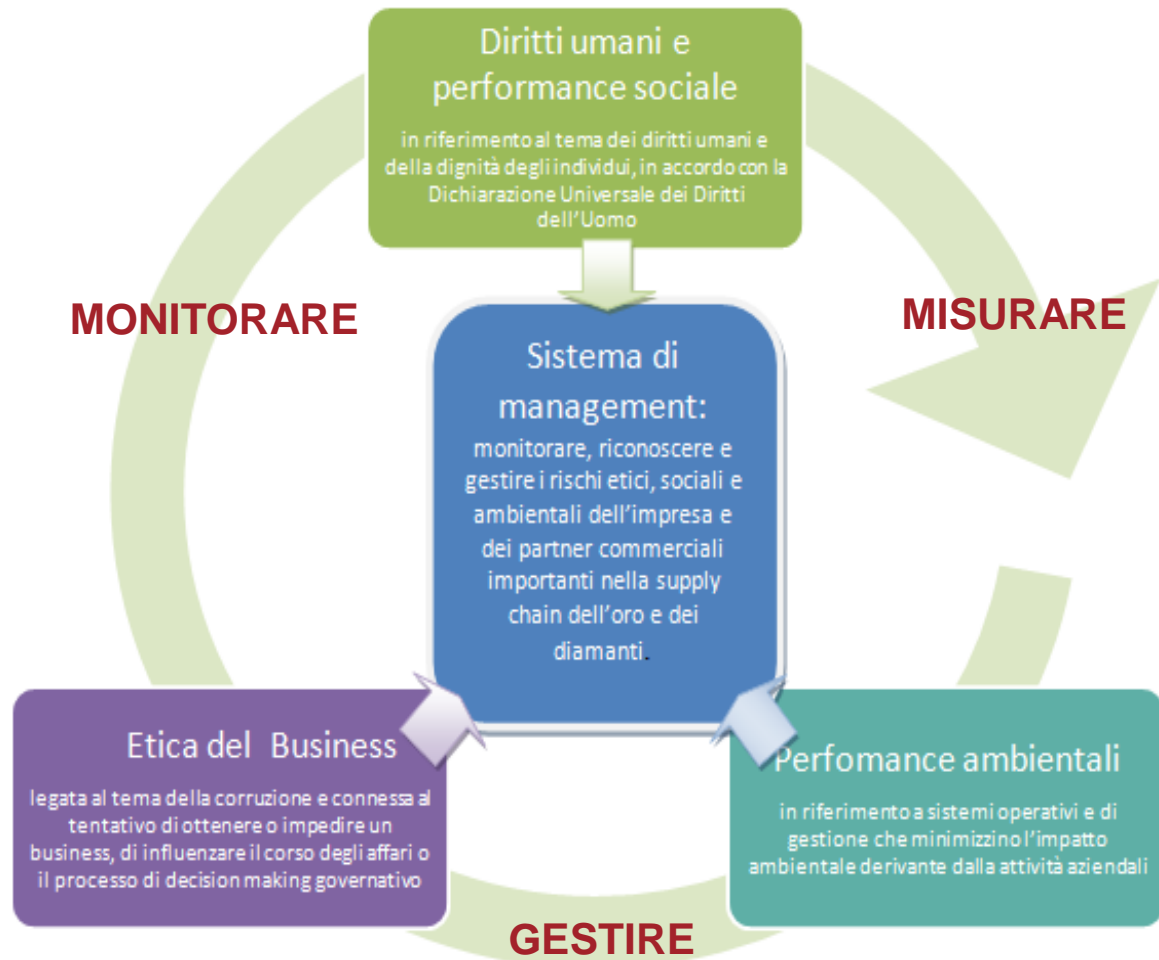 Diritti umani e
performance sociale
in riferimento al tema dei diritti umani e
della dignità degli individui, in accordo con la
Dichiarazione Universale dei Diritti
dell'Uomo
MONITORARE
MISURARE
Sistema di
management:
monitorare, riconoscere e
gestire i rischi etici, sociali e
ambientali dell'impresa e
dei partner commerciali
importanti nella supply
chain dell'oro e dei
diamanti.
Etica del Business
legata al tema della corruzione e connessa al
tentativo di ottenere o impedire un
business, di influenzare il corso degli affari o
il processo di decision making governativo
Perfomance ambientali
in riferimento a sistemi operativi e di
gestione che minimizzino l'impatto
ambientale derivante dalla attività aziendali
GESTIRE